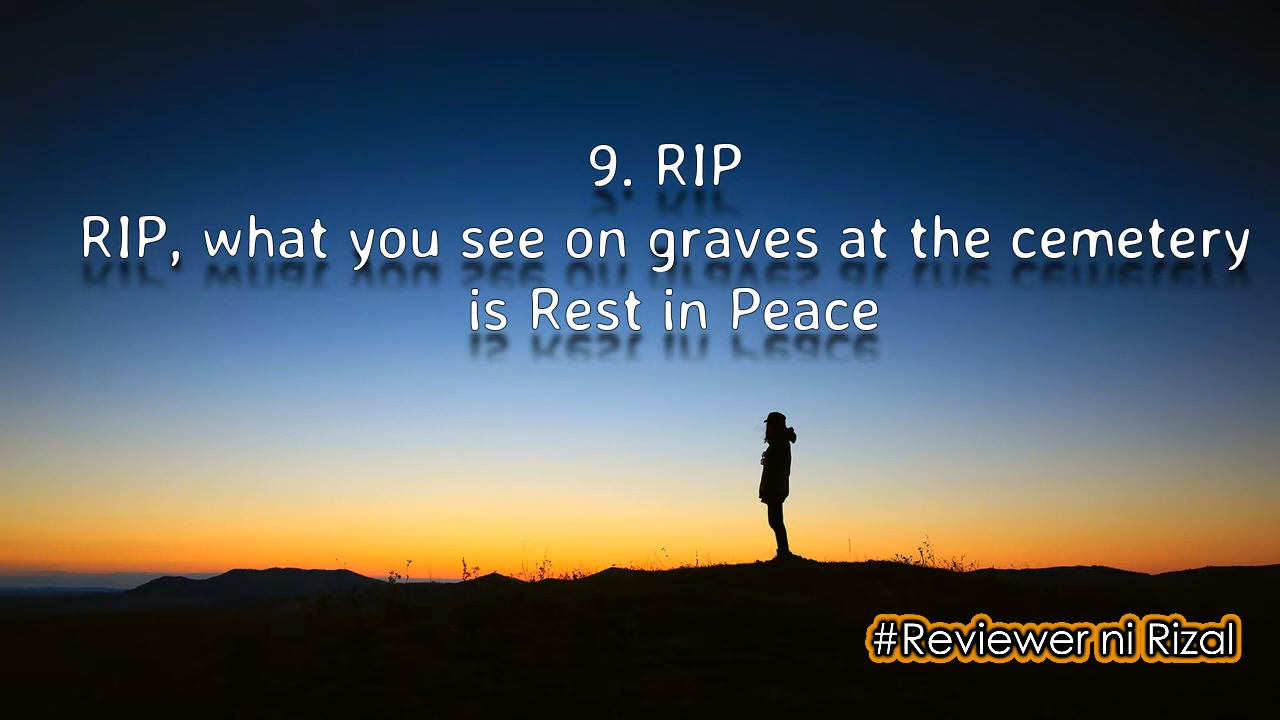 9. RIP
RIP, what you see on graves at the cemetery
is Rest in Peace
#Reviewer ni Rizal